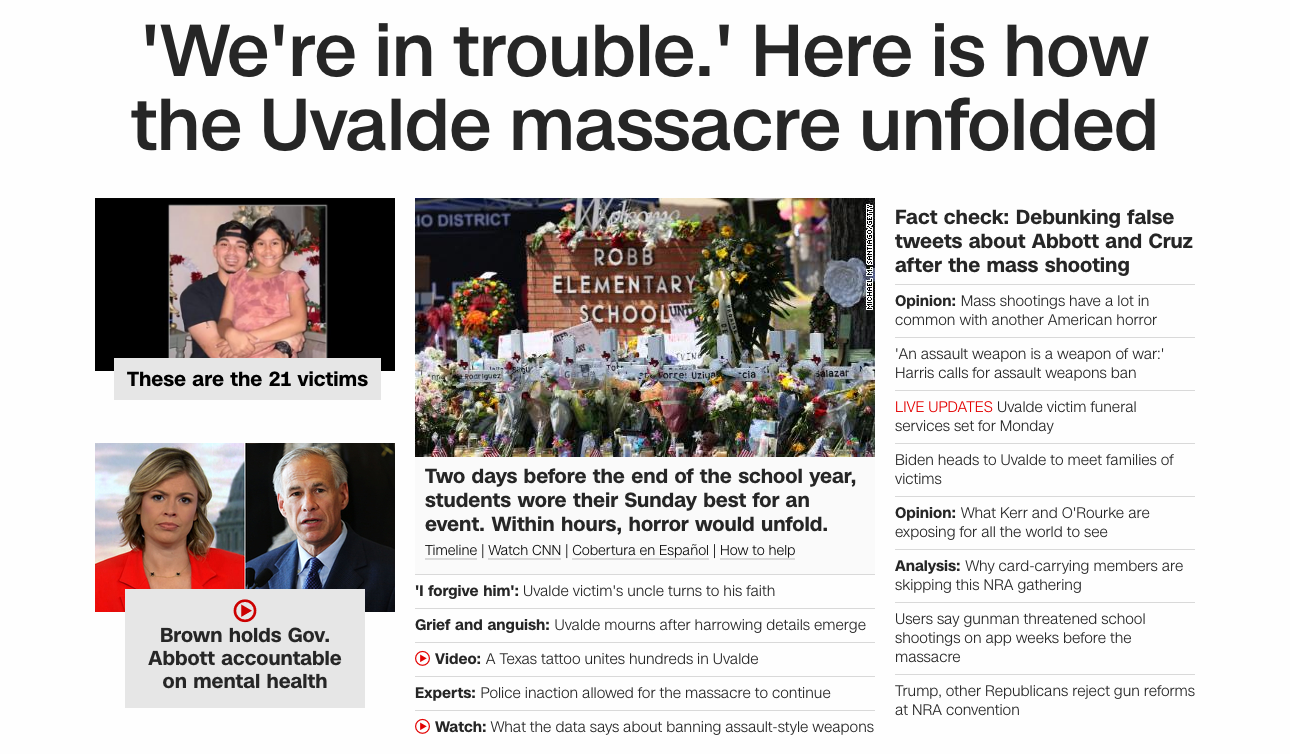 'We're in trouble.' Here is how
the Uvalde massacre unfolded
These are the 21 victims
Brown holds Gov.
Abbott accountable
on mental health
IO DISTRICT
Welcome
ROBB
ELEMENTARY
SCHOOL
MICHAEL M. SANTIAGO/GETTY
Rodriguez
Torres
Uziya
Garcia
Salazar
Two days before the end of the school year,
students wore their Sunday best for an
event. Within hours, horror would unfold.
Timeline | Watch CNN | Cobertura en Español | How to help
'I forgive him': Uvalde victim's uncle turns to his faith
Grief and anguish: Uvalde mourns after harrowing details emerge
Video: A Texas tattoo unites hundreds in Uvalde
Experts: Police inaction allowed for the massacre to continue
Watch: What the data says about banning assault-style weapons
Fact check: Debunking false
tweets about Abbott and Cruz
after the mass shooting
Opinion: Mass shootings have a lot in
common with another American horror
'An assault weapon is a weapon of war:'
Harris calls for assault weapons ban
LIVE UPDATES Uvalde victim funeral
services set for Monday
Biden heads to Uvalde to meet families of
victims
Opinion: What Kerr and O'Rourke are
exposing for all the world to see
Analysis: Why card-carrying members are
skipping this NRA gathering
Users say gunman threatened school
shootings on app weeks before the
massacre
Trump, other Republicans reject gun reforms
at NRA convention